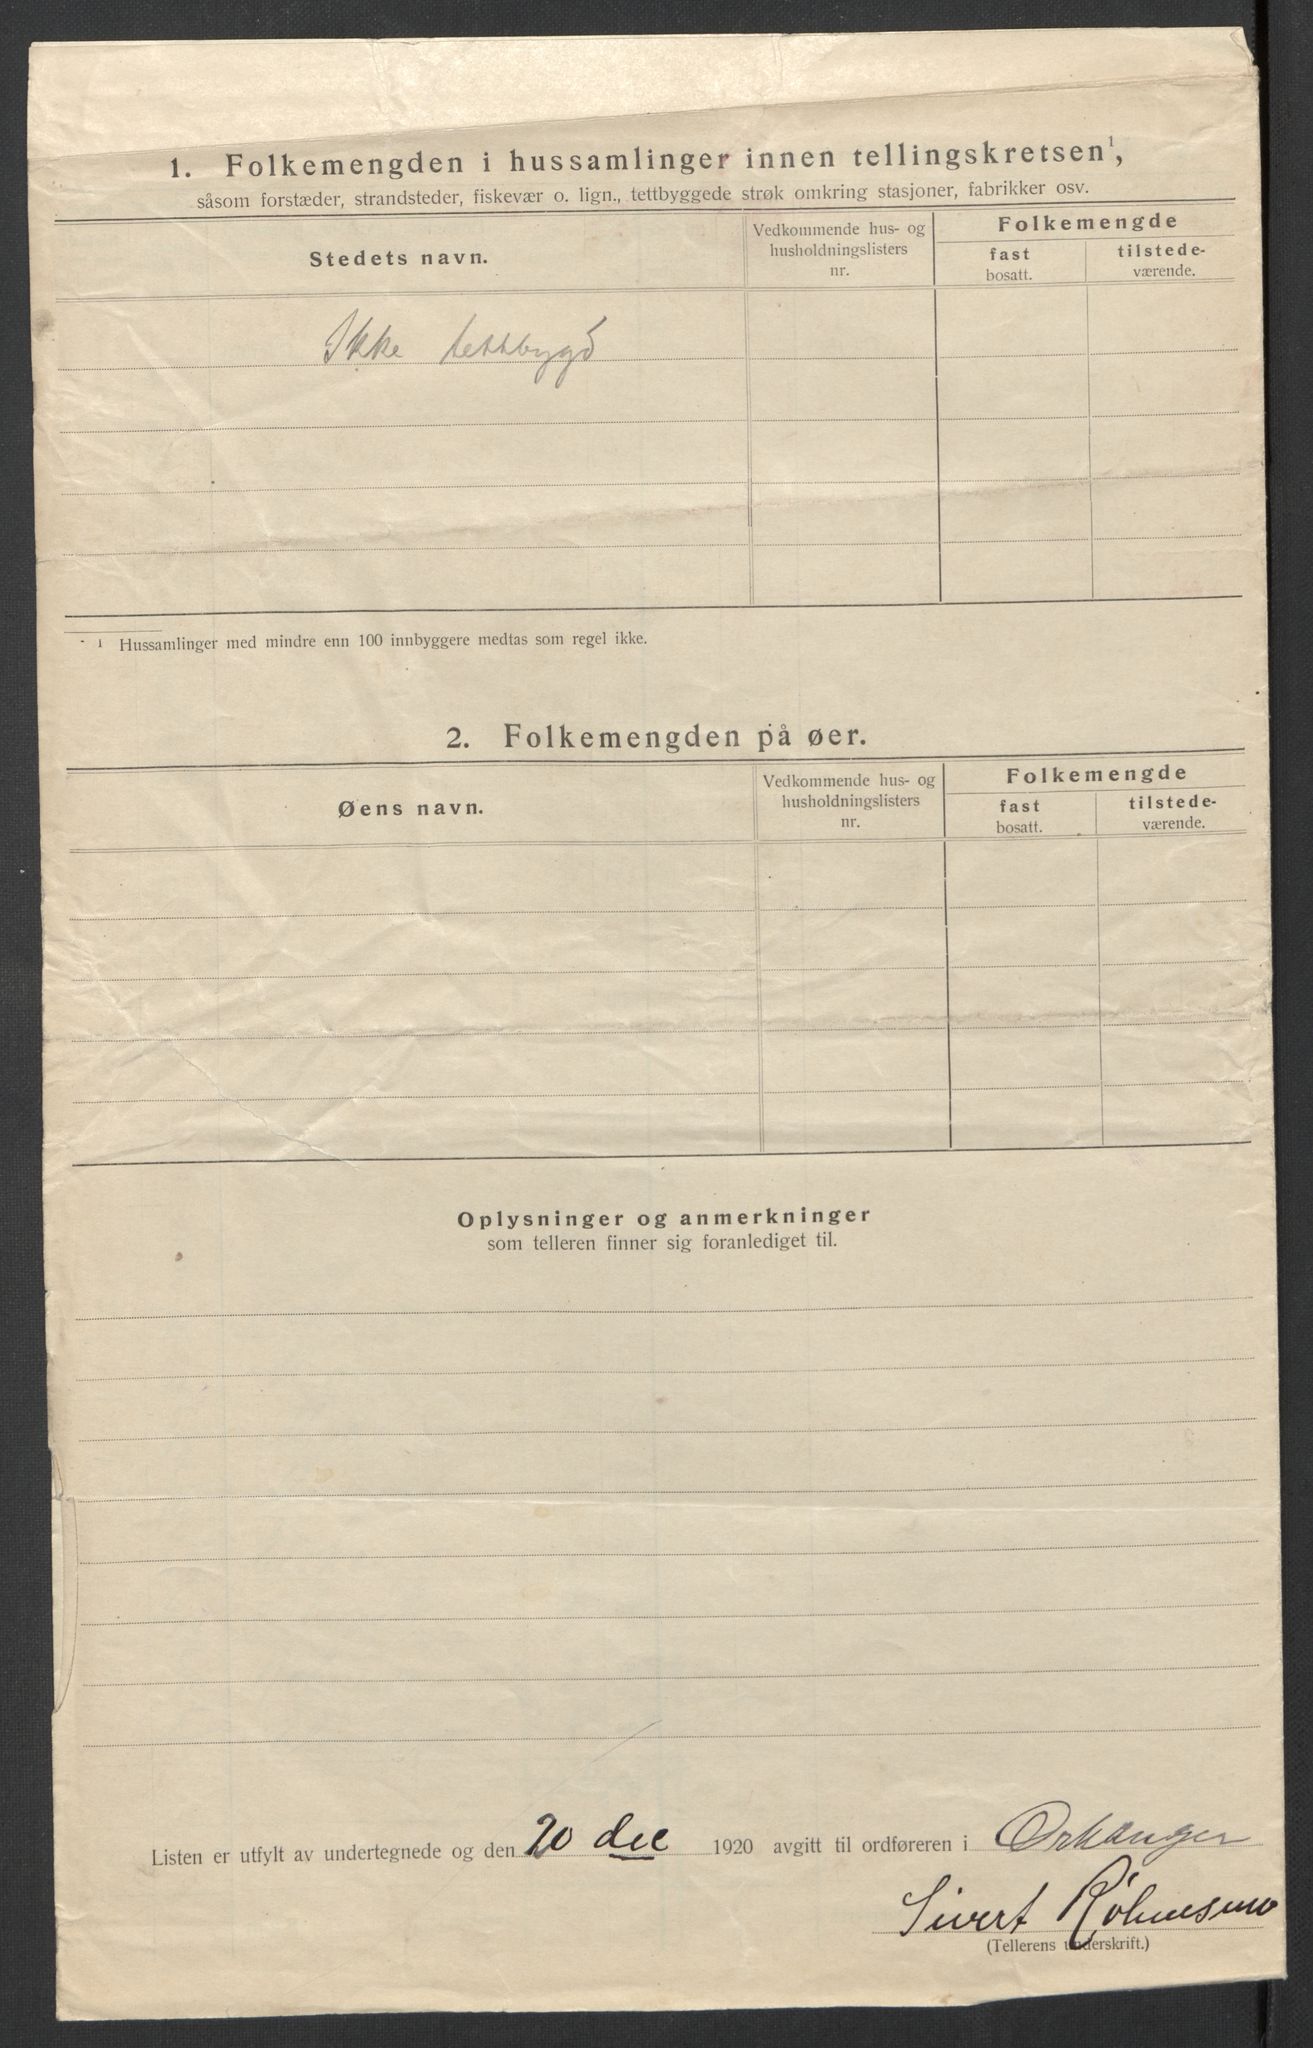 1. Folkemengden i hussamlinger innen tellingskretsen¹,
såsom forstæder, strandsteder, fiskevær o. lign., tettbyggede strøk omkring stasjoner, fabrikker osv.
Stedets navn.
Vedkommende hus- og
husholdningslisters
nr.
Folkemengde
fast
bosatt.
tilstede-
værende.
Ikke tettbygd
¹ Hussamlinger med mindre enn 100 innbyggere medtas som regel ikke.
2. Folkemengden på øer.
Øens navn.
Vedkommende hus- og
husholdningslisters
nr.
Folkemengde
fast
bosatt.
tilstede-
værende.
Oplysninger og anmerkninger
som telleren finner sig foranlediget til.
Listen er utfylt av undertegnede og den 20 dec 1920 avgitt til ordføreren i Orkanger
Sivert
(Tellerens underskrift.)